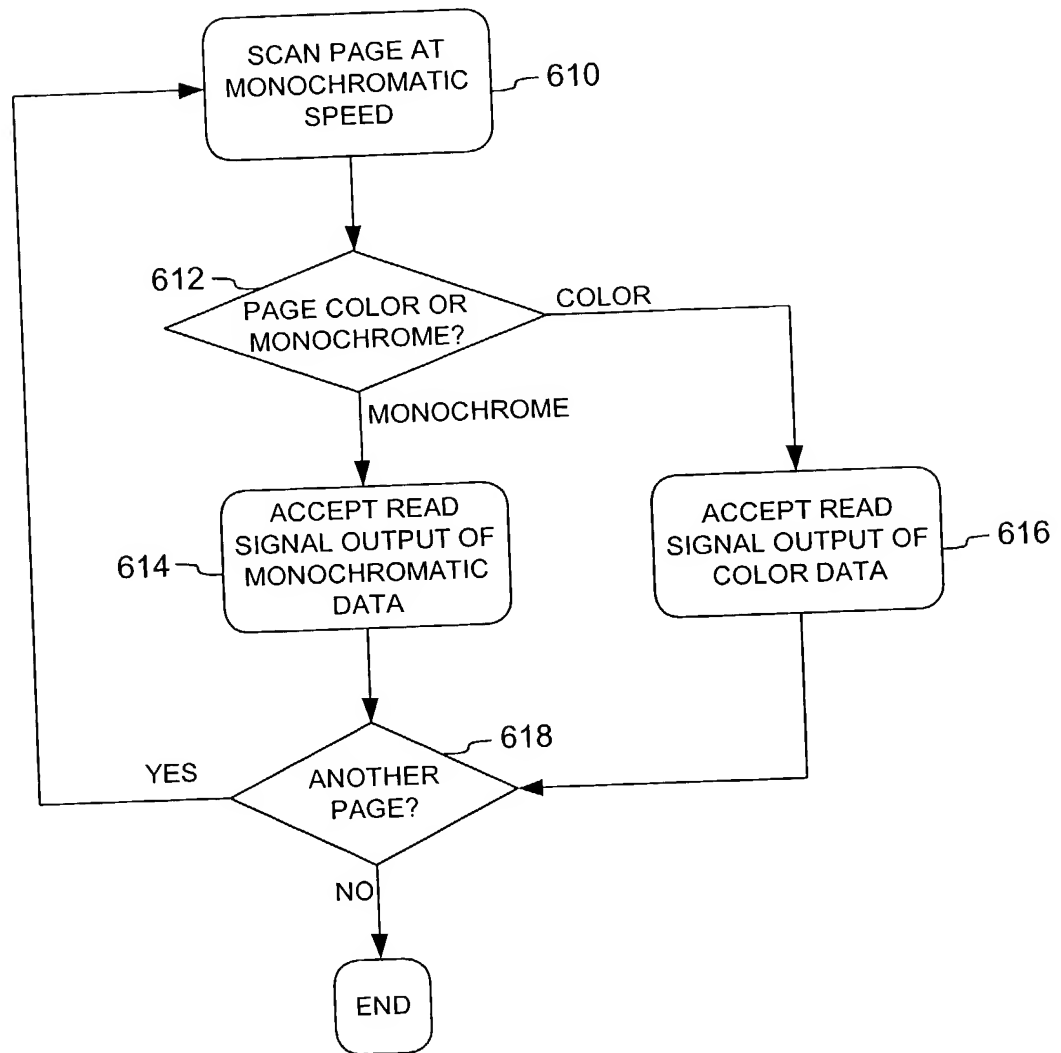 SCAN PAGE AT
MONOCHROMATIC
SPEED
610
612
PAGE COLOR OR
MONOCHROME?
COLOR
MONOCHROME
ACCEPT READ
SIGNAL OUTPUT OF
MONOCHROMATIC
DATA
614
ACCEPT READ
SIGNAL OUTPUT OF
COLOR DATA
616
618
ANOTHER
PAGE?
YES
NO
END